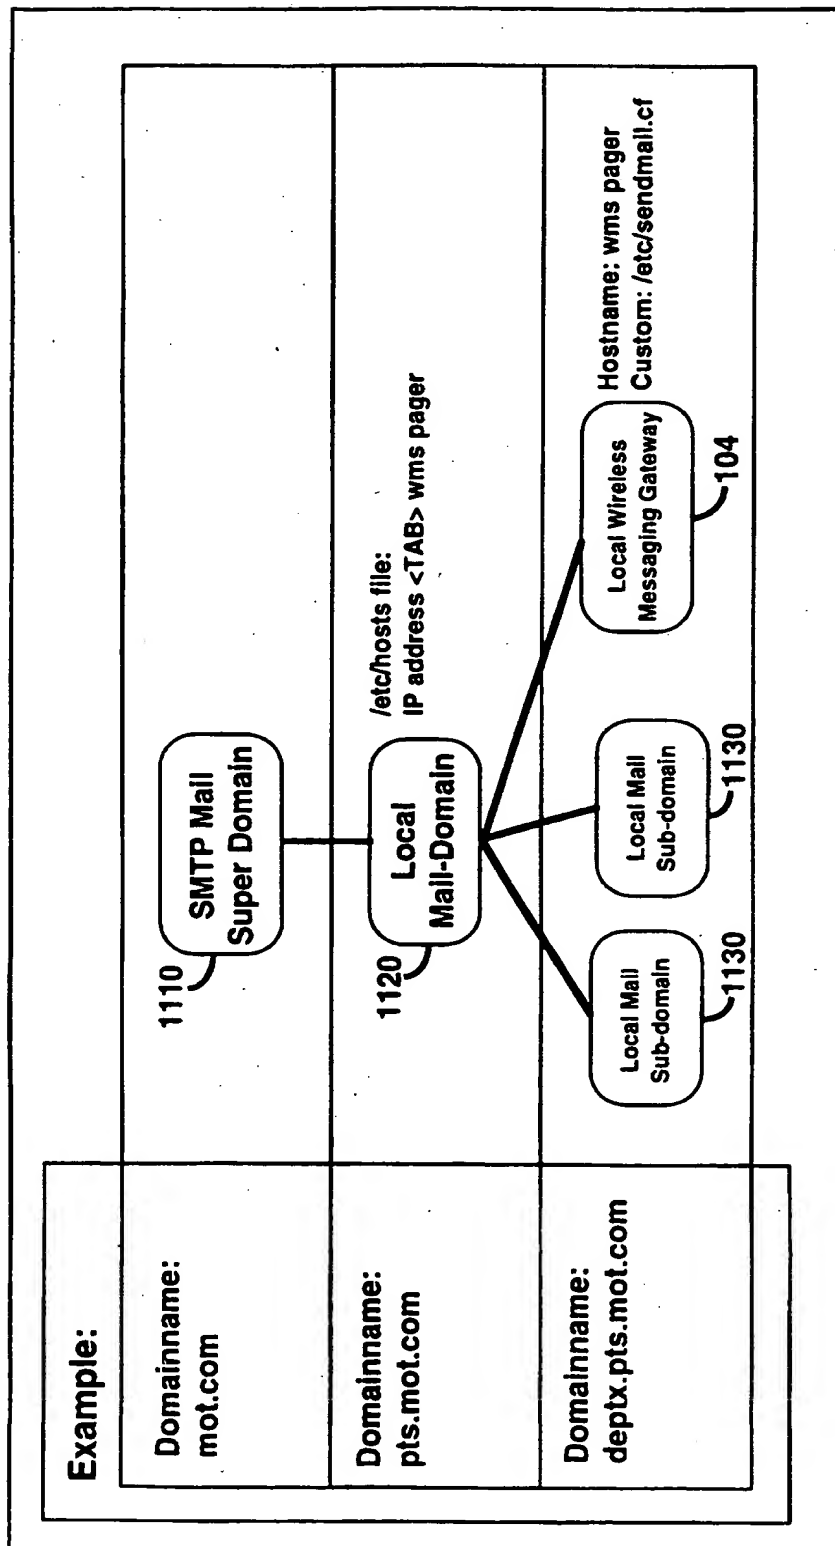 Example:
Domainname:
mot.com
1110
SMTP Mail
Super Domain
Domainname:
pts.mot.com
1120
Local
Mail-Domain
/etc/hosts file:
IP address <TAB> wms pager
Domainname:
deptx.pts.mot.com
Local Mail
Sub-domain
1130
Local Mail
Sub-domain
1130
Local Wireless
Messaging Gateway
104
Hostname: wms pager
Custom: /etc/sendmail.cf